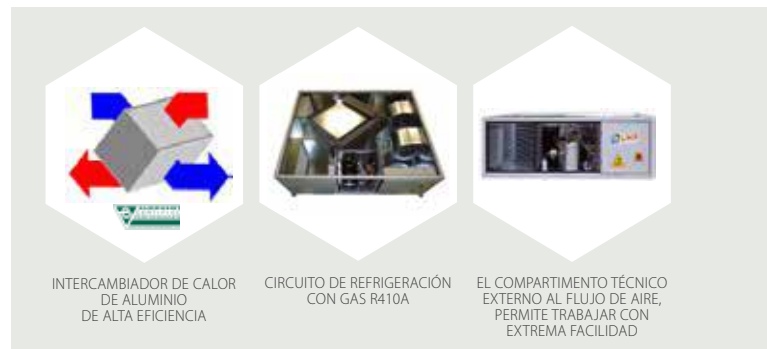 INTERCAMBIADOR DE CALOR
DE ALUMINIO
DE ALTA EFICIENCIA
CIRCUITO DE REFRIGERACIÓN
CON GAS R410A
EL COMPARTIMENTO TÉCNICO
EXTERNO AL FLUJO DE AIRE,
PERMITE TRABAJAR CON
EXTREMA FACILIDAD